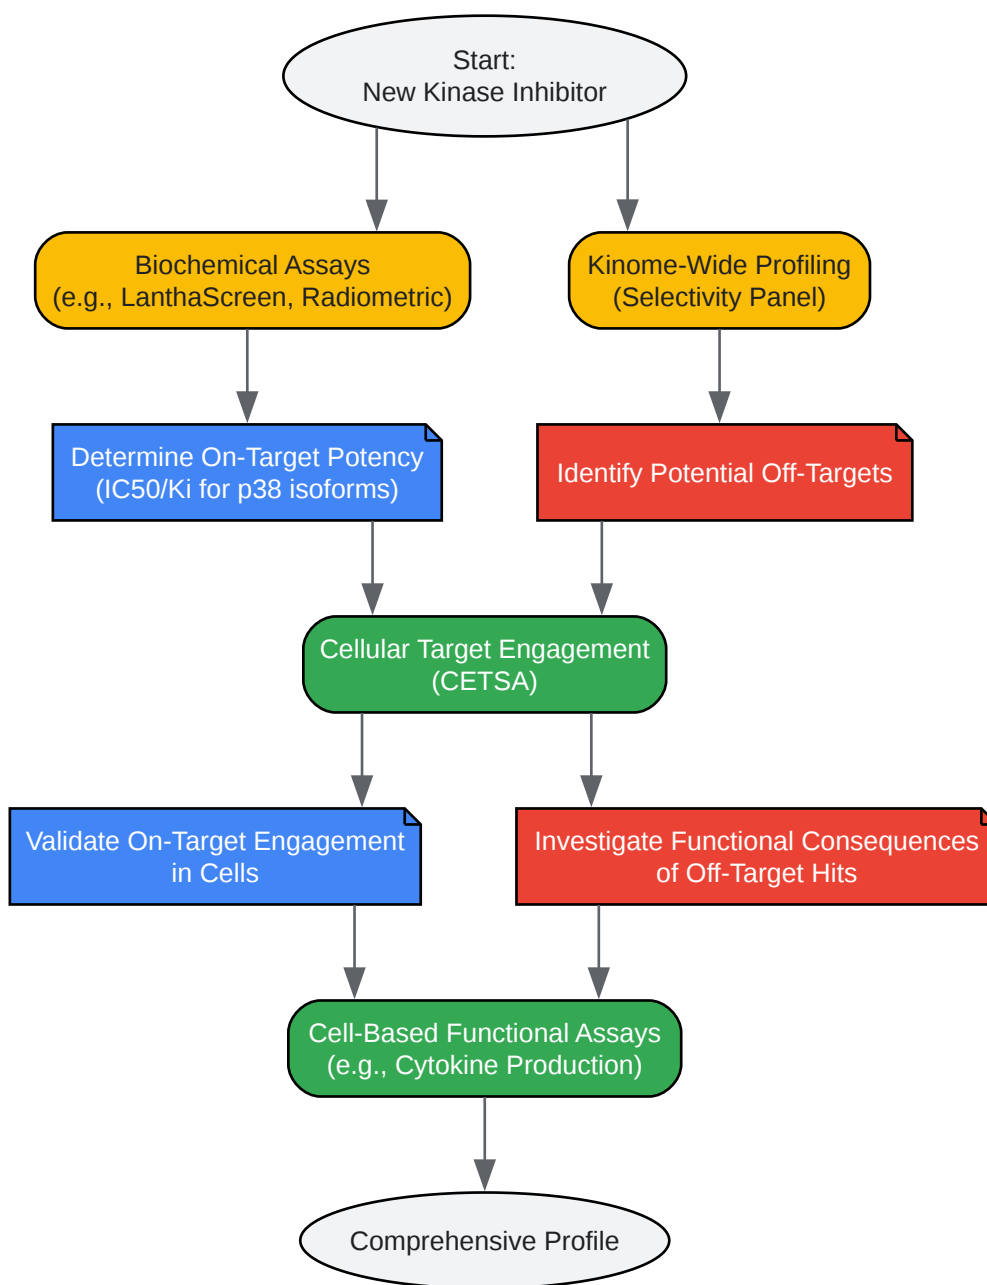 Start:
New Kinase Inhibitor
Biochemical Assays
(e.g., LanthaScreen, Radiometric)
Kinome-Wide Profiling
(Selectivity Panel)
Determine On-Target Potency
(IC50/Ki for p38 isoforms)
Identify Potential Off-Targets
Cellular Target Engagement
(CETSA)
Validate On-Target Engagement
in Cells
Investigate Functional Consequences
of Off-Target Hits
Cell-Based Functional Assays
(e.g., Cytokine Production)
Comprehensive Profile